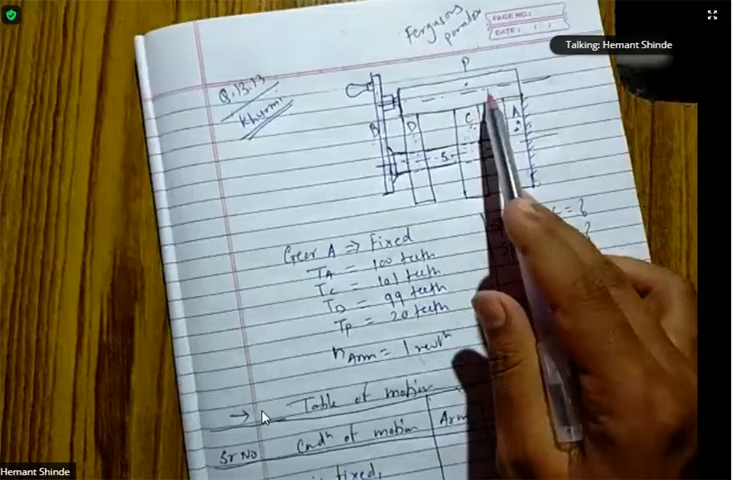 Ferguson's
paradox
PAGE NO.:
DATE: / /
Talking: Hemant Shinde
Q.13.13
Khurmi
P
B
D
C
A
S
Gear A ⇒ Fixed
TA = 100 teeth
TC = 101 teeth
TD = 99 teeth
TP = 20 teeth
nArm = 1 revn
c = ?
?
→ Table of motion
Sr No Condn of motion Arm
is fixed,
Hemant Shinde